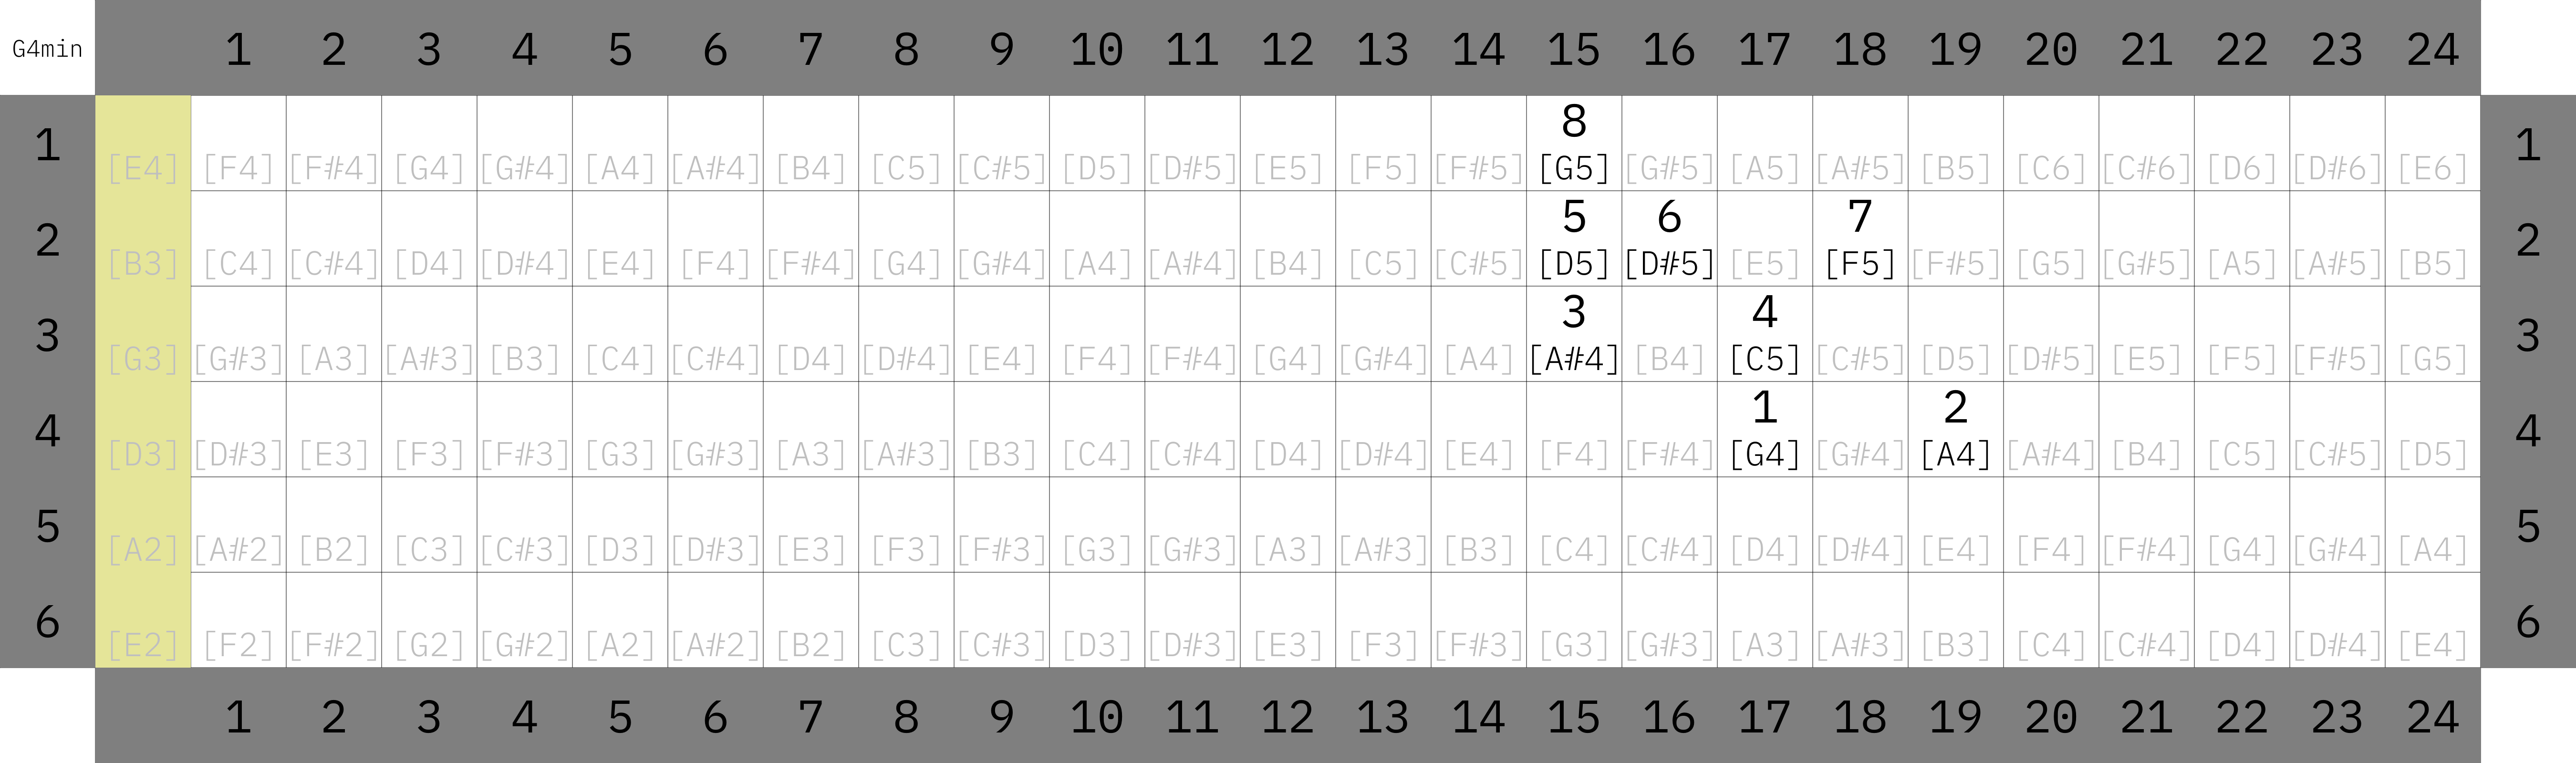 G4min 1 2 3 4 5 6 7 8 9 10 11 12 13 14 15 16 17 18 19 20 21 22 23 24
8
1 [E4] [F4] [F#4] [G4] [G#4] [A4] [A#4] [B4] [C5] [C#5] [D5] [D#5] [E5] [F5] [F#5] [G5] [G#5] [A5] [A#5] [B5] [C6] [C#6] [D6] [D#6] [E6] 1
5 6 7
2 [B3] [C4] [C#4] [D4] [D#4] [E4] [F4] [F#4] [G4] [G#4] [A4] [A#4] [B4] [C5] [C#5] [D5] [D#5] [E5] [F5] [F#5] [G5] [G#5] [A5] [A#5] [B5] 2
3 4
3 [G3] [G#3] [A3] [A#3] [B3] [C4] [C#4] [D4] [D#4] [E4] [F4] [F#4] [G4] [G#4] [A4] [A#4] [B4] [C5] [C#5] [D5] [D#5] [E5] [F5] [F#5] [G5] 3
1 2
4 [D3] [D#3] [E3] [F3] [F#3] [G3] [G#3] [A3] [A#3] [B3] [C4] [C#4] [D4] [D#4] [E4] [F4] [F#4] [G4] [G#4] [A4] [A#4] [B4] [C5] [C#5] [D5] 4
5 [A2] [A#2] [B2] [C3] [C#3] [D3] [D#3] [E3] [F3] [F#3] [G3] [G#3] [A3] [A#3] [B3] [C4] [C#4] [D4] [D#4] [E4] [F4] [F#4] [G4] [G#4] [A4] 5
6 [E2] [F2] [F#2] [G2] [G#2] [A2] [A#2] [B2] [C3] [C#3] [D3] [D#3] [E3] [F3] [F#3] [G3] [G#3] [A3] [A#3] [B3] [C4] [C#4] [D4] [D#4] [E4] 6
1 2 3 4 5 6 7 8 9 10 11 12 13 14 15 16 17 18 19 20 21 22 23 24